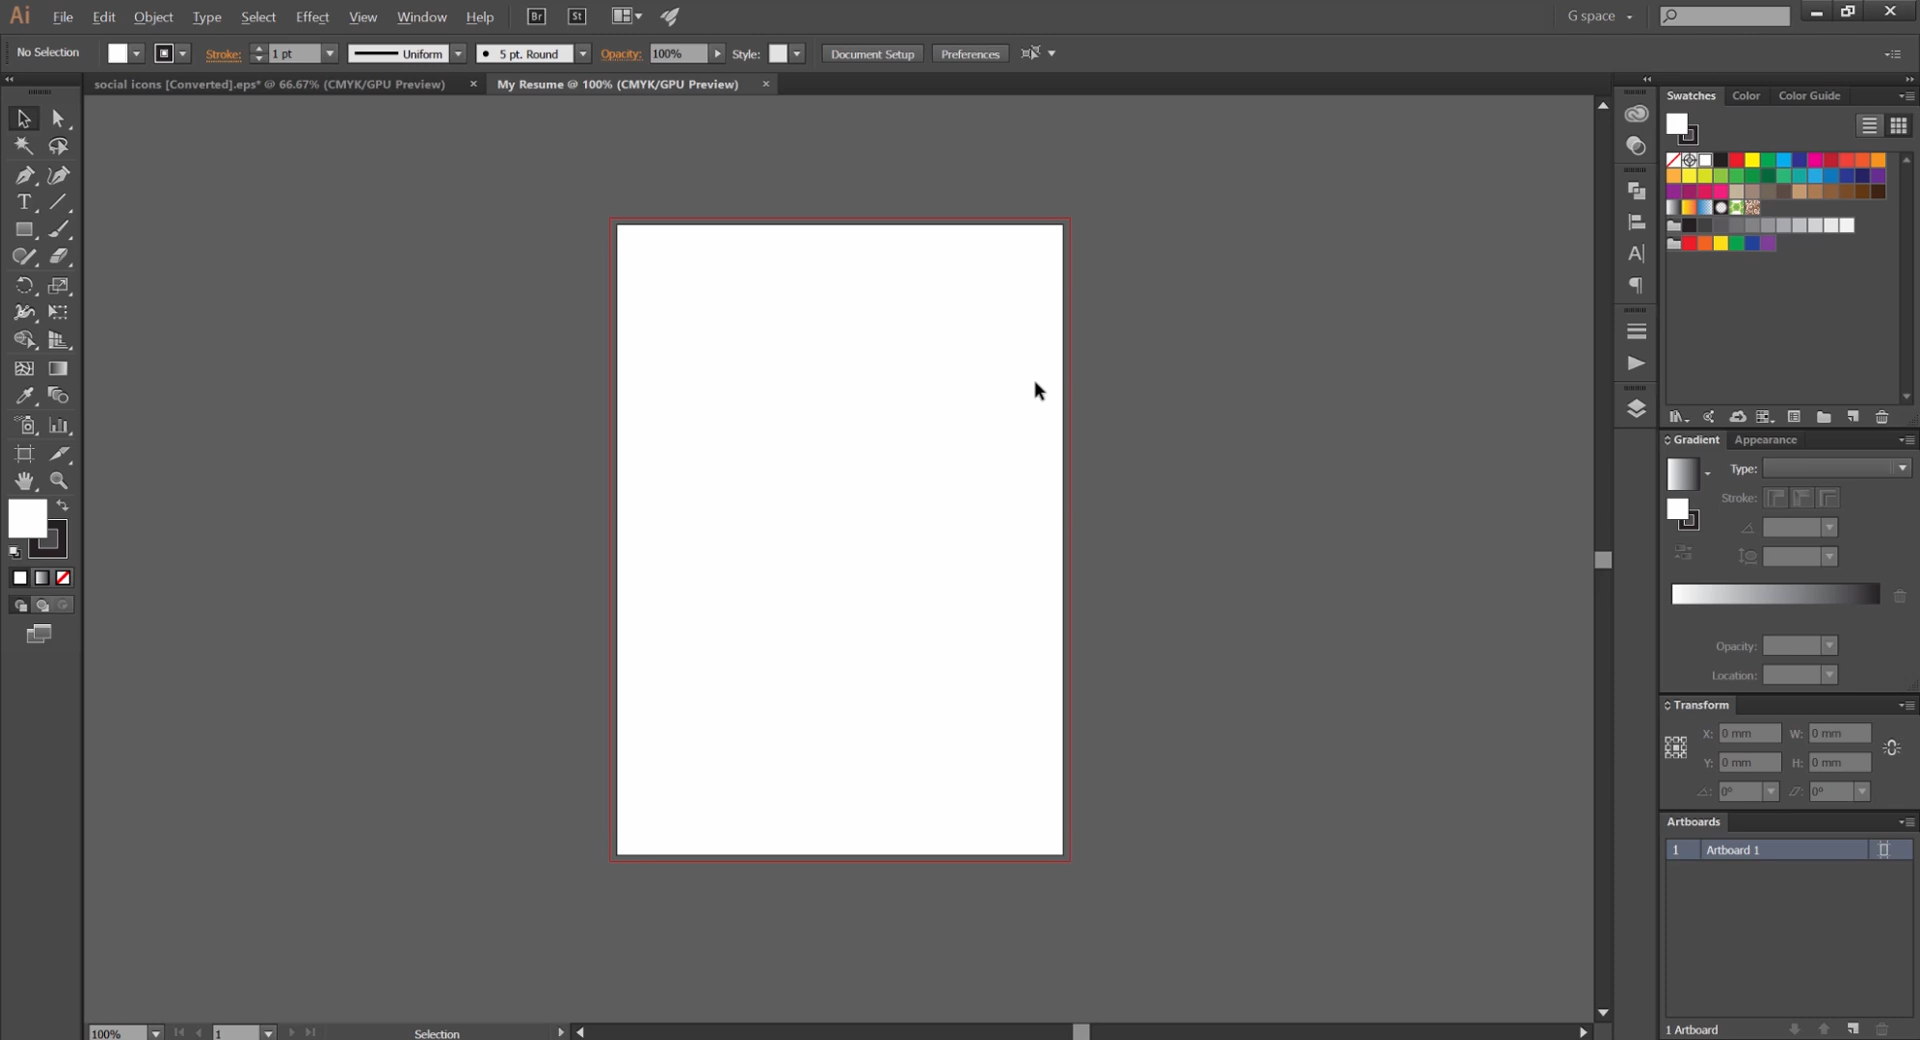 Ai File Edit Object Type Select Effect View Window Help Br St G space
No Selection Stroke: 1 pt Uniform 5 pt. Round Opacity: 100% Style: Document Setup Preferences
social icons [Converted].eps* @ 66.67% (CMYK/GPU Preview) × My Resume @ 100% (CMYK/GPU Preview) ×
Swatches Color Color Guide
Gradient Appearance
Type:
Stroke:
Opacity:
Location:
Transform
X: 0 mm W: 0 mm
Y: 0 mm H: 0 mm
0° 0°
Artboards
1 Artboard 1
1 Artboard
100% 1 Selection